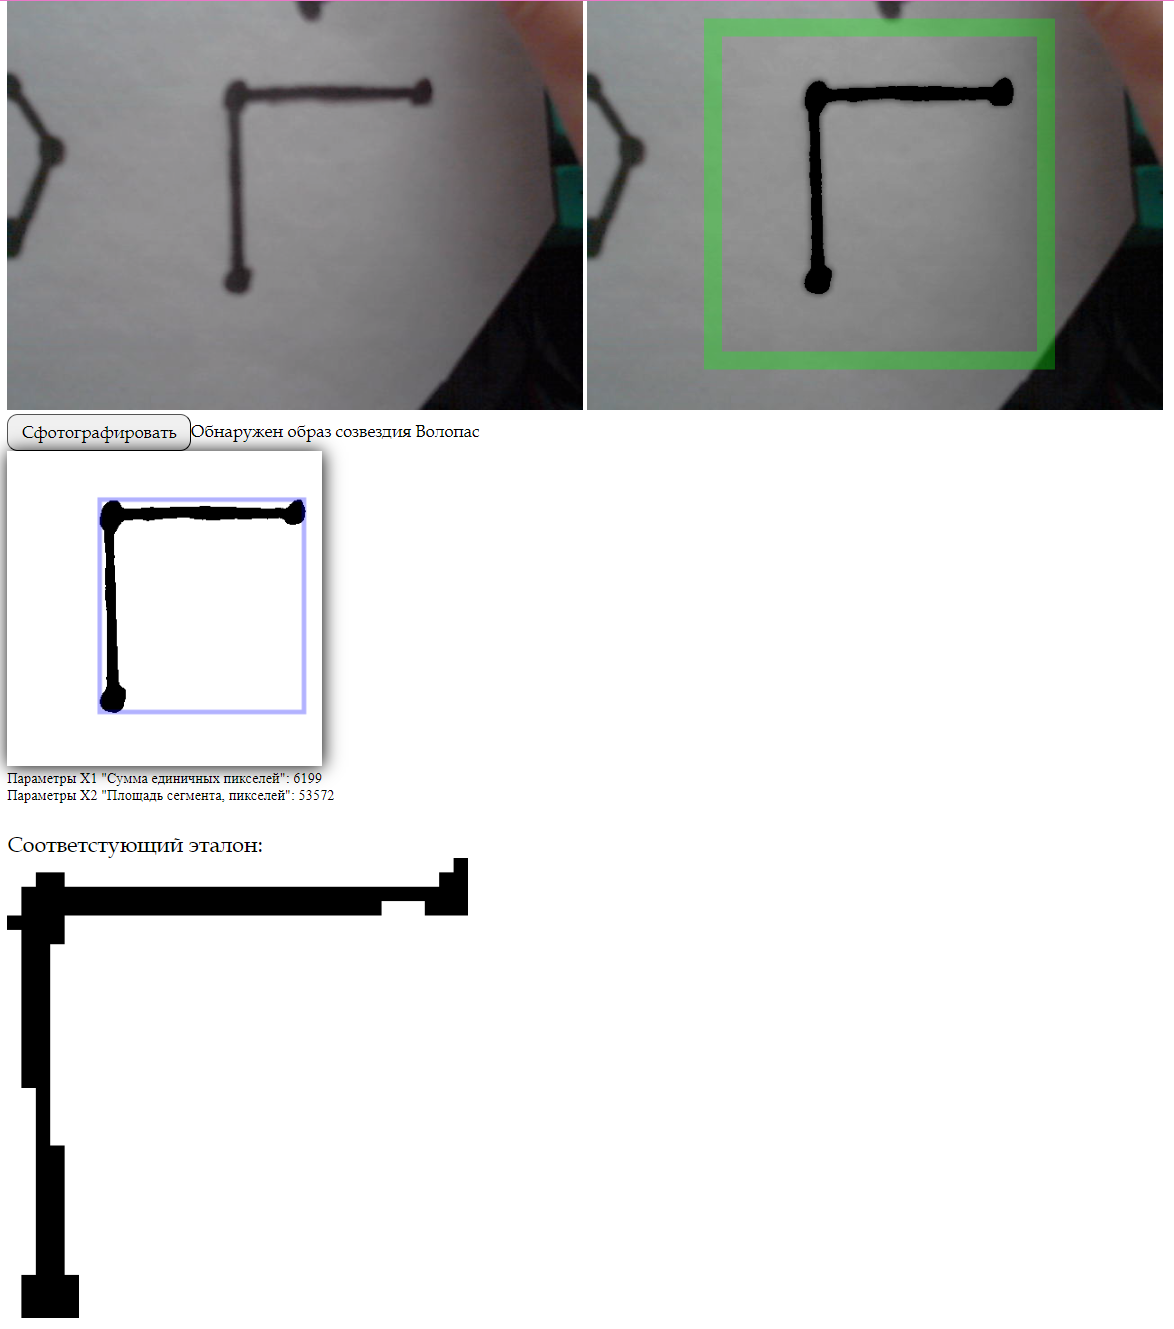 Сфотографировать Обнаружен образ созвездия Волопас
Параметры X1 "Сумма единичных пикселей": 6199
Параметры X2 "Площадь сегмента, пикселей": 53572
Соответстующий эталон: